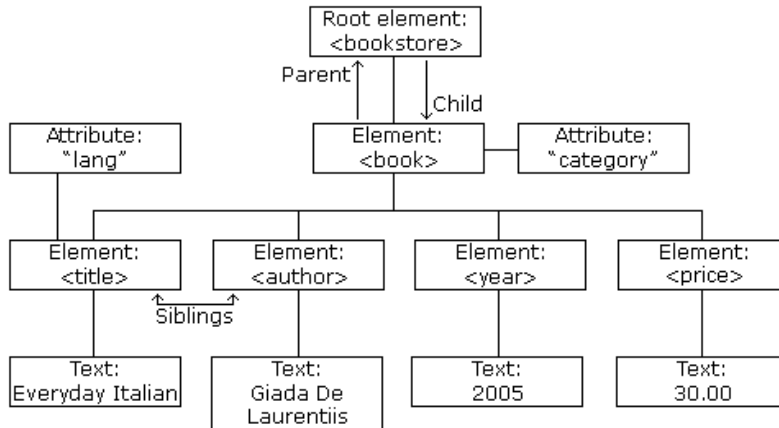 Root element:
<bookstore>
Parent
Child
Attribute:
"lang"
Element:
<book>
Attribute:
"category"
Element:
<title>
Element:
<author>
Element:
<year>
Element:
<price>
Siblings
Text:
Everyday Italian
Text:
Giada De
Laurentiis
Text:
2005
Text:
30.00